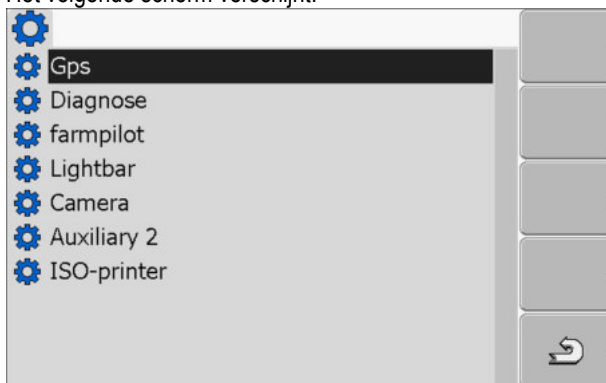 Het volgende scherm verschijnt:
Gps
Diagnose
farmpilot
Lightbar
Camera
Auxiliary 2
ISO-printer